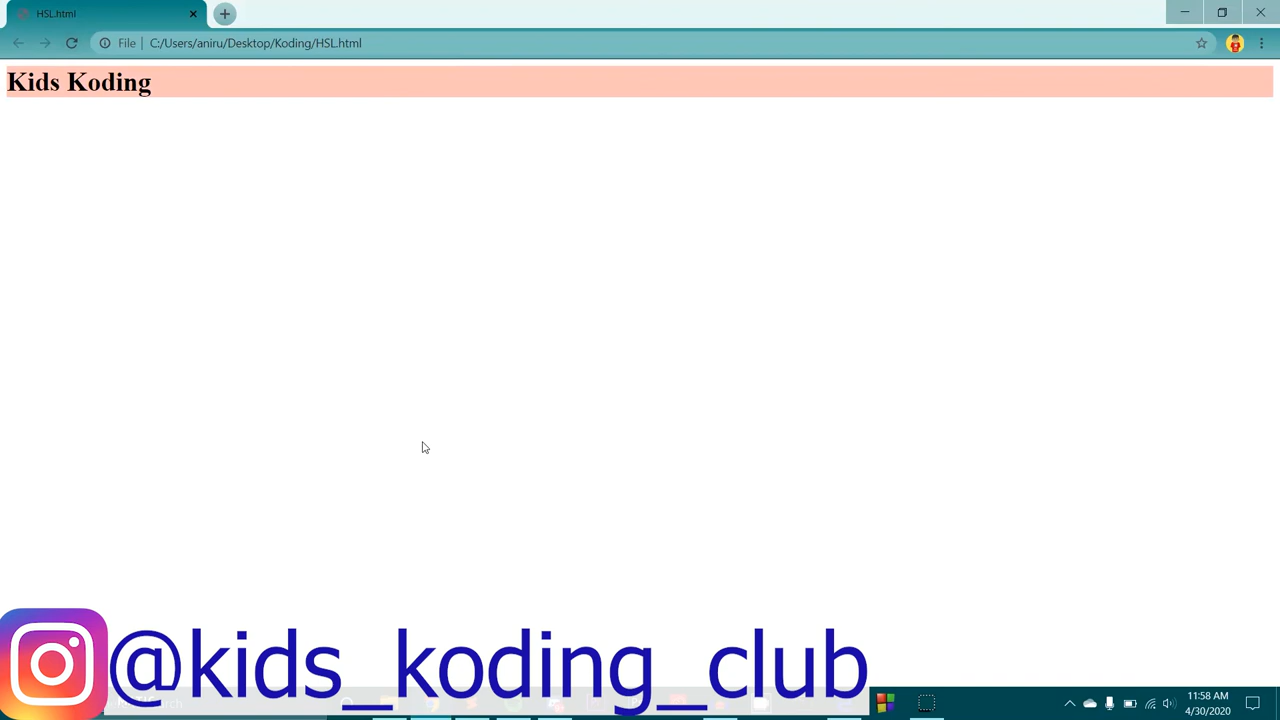 HSL.html
File C:/Users/aniru/Desktop/Koding/HSL.html
Kids Koding
@kids_koding_club
11:58 AM
4/30/2020